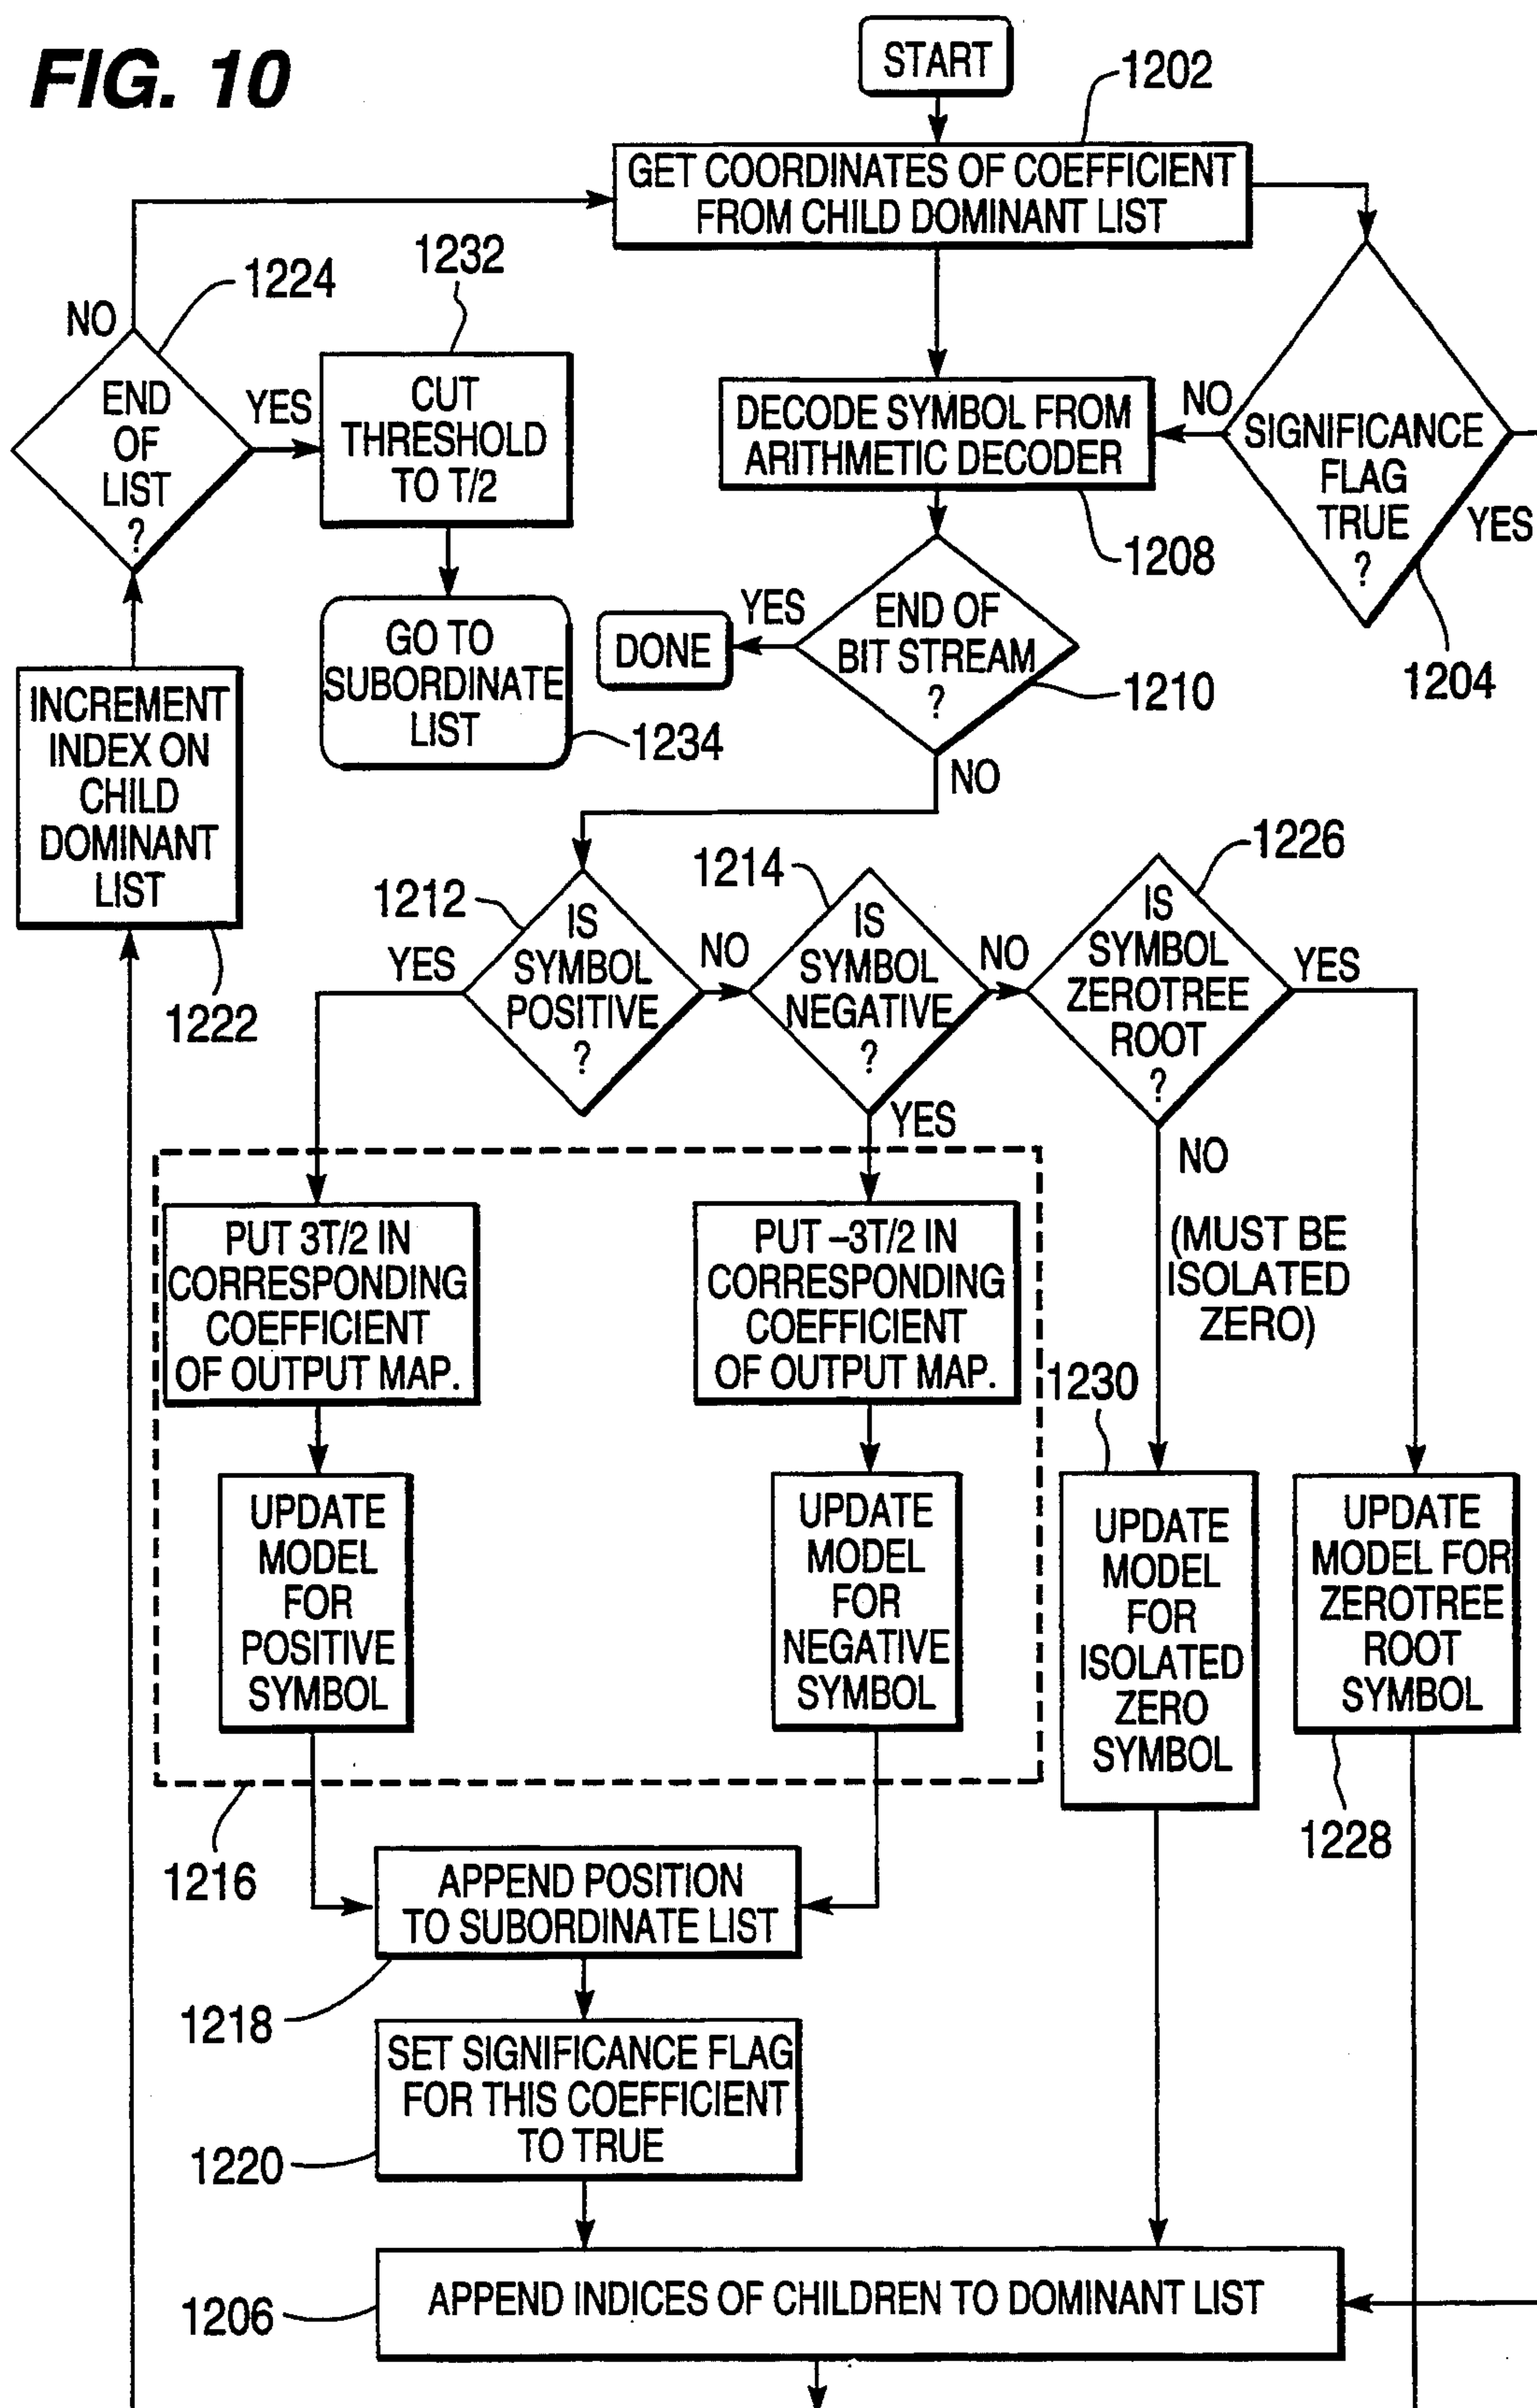 FIG. 10
START
1202
GET COORDINATES OF COEFFICIENT
FROM CHILD DOMINANT LIST
1232
1224
NO
END
OF
LIST
?
YES
CUT
THRESHOLD
TO T/2
DECODE SYMBOL FROM
ARITHMETIC DECODER
NO
SIGNIFICANCE
FLAG
TRUE
?
YES
1208
1204
GO TO
SUBORDINATE
LIST
1234
DONE
YES
END OF
BIT STREAM
?
1210
NO
INCREMENT
INDEX ON
CHILD
DOMINANT
LIST
1222
1212
YES
IS
SYMBOL
POSITIVE
?
NO
1214
IS
SYMBOL
NEGATIVE
?
NO
YES
1226
IS
SYMBOL
ZEROTREE
ROOT
?
YES
NO
(MUST BE
ISOLATED
ZERO)
PUT 3T/2 IN
CORRESPONDING
COEFFICIENT
OF OUTPUT MAP.
PUT –3T/2 IN
CORRESPONDING
COEFFICIENT
OF OUTPUT MAP.
1230
UPDATE
MODEL
FOR
POSITIVE
SYMBOL
UPDATE
MODEL
FOR
NEGATIVE
SYMBOL
UPDATE
MODEL
FOR
ISOLATED
ZERO
SYMBOL
UPDATE
MODEL FOR
ZEROTREE
ROOT
SYMBOL
1228
1216
APPEND POSITION
TO SUBORDINATE LIST
1218
SET SIGNIFICANCE FLAG
FOR THIS COEFFICIENT
TO TRUE
1220
APPEND INDICES OF CHILDREN TO DOMINANT LIST
1206